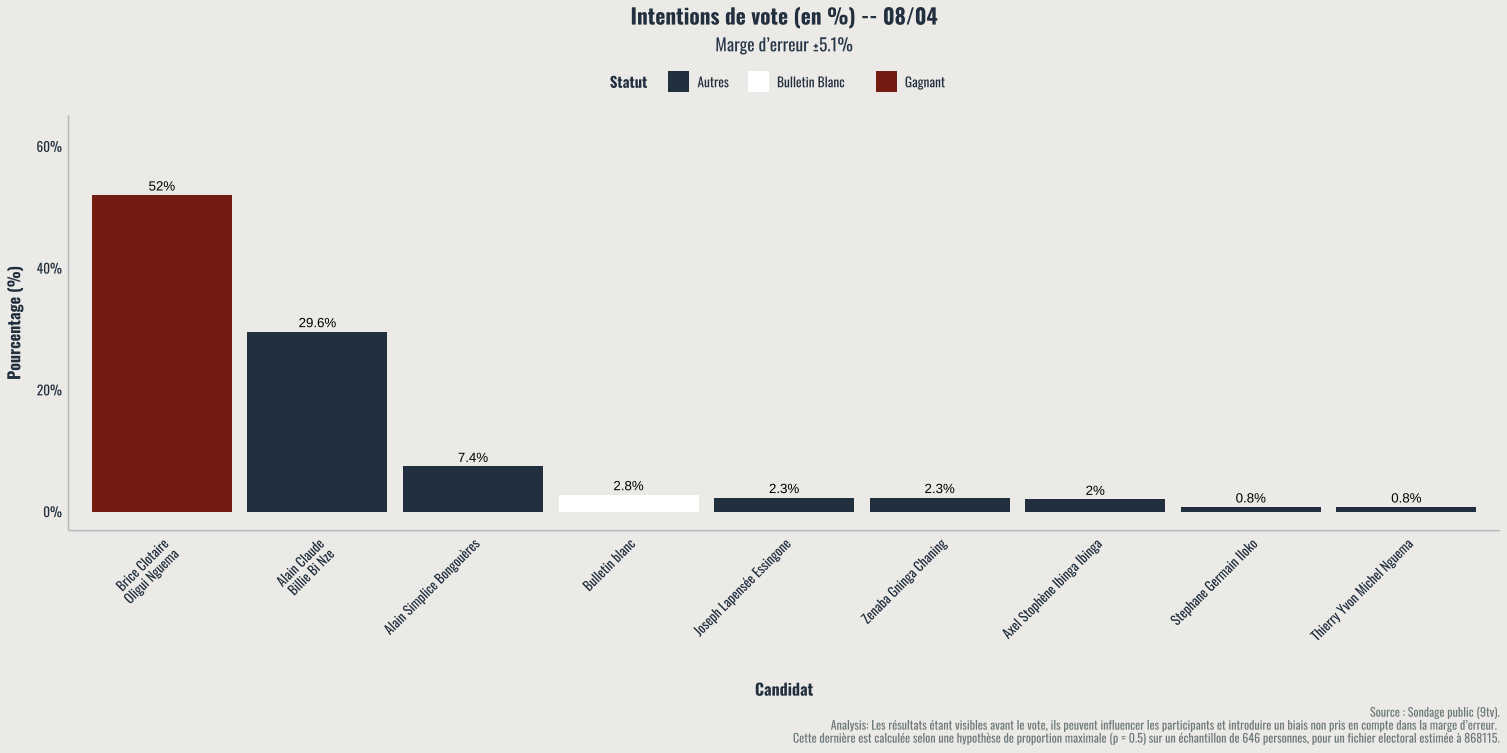 Intentions de vote (en %) -- 08/04
Marge d'erreur ±5.1%
Statut Autres Bulletin Blanc Gagnant
Pourcentage (%)
60%
40%
20%
0%
52%
29.6%
7.4%
2.8%
2.3%
2.3%
2%
0.8%
0.8%
Brice Clotaire
Oligui Nguema
Alain Claude
Billie Bi Nze
Alain Simplice Bongouères
Bulletin blanc
Joseph Lapensée Essingone
Zenaba Gninga Chaning
Axel Stophène Ibinga Ibinga
Stephane Germain Iloko
Thierry Yvon Michel Nguema
Candidat
Source : Sondage public (9tv).
Analysis: Les résultats étant visibles avant le vote, ils peuvent influencer les participants et introduire un biais non pris en compte dans la marge d'erreur.
Cette dernière est calculée selon une hypothèse de proportion maximale (p = 0.5) sur un échantillon de 646 personnes, pour un fichier electoral estimée à 868115.